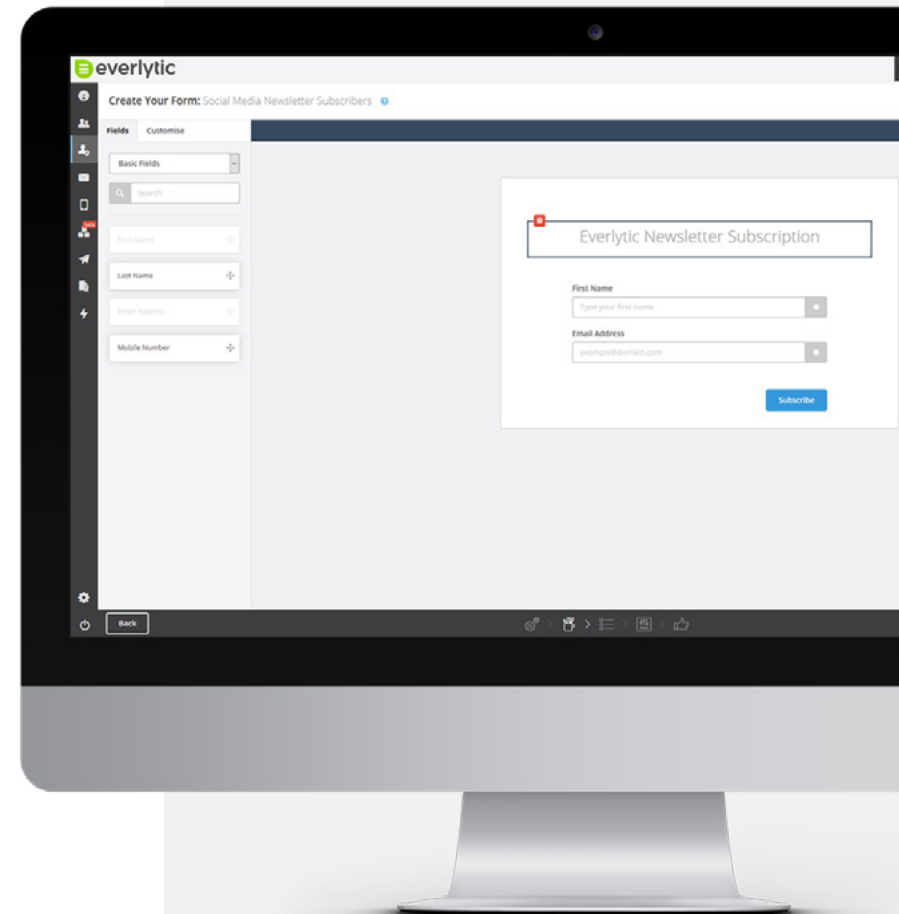 everlytic
Create Your Form: Social Media Newsletter Subscribers
Fields Customise
Basic Fields
Search
First Name
Last Name
Email Address
Mobile Number
Everlytic Newsletter Subscription
First Name
Type your first name
Email Address
example@domain.com
Subscribe
Back